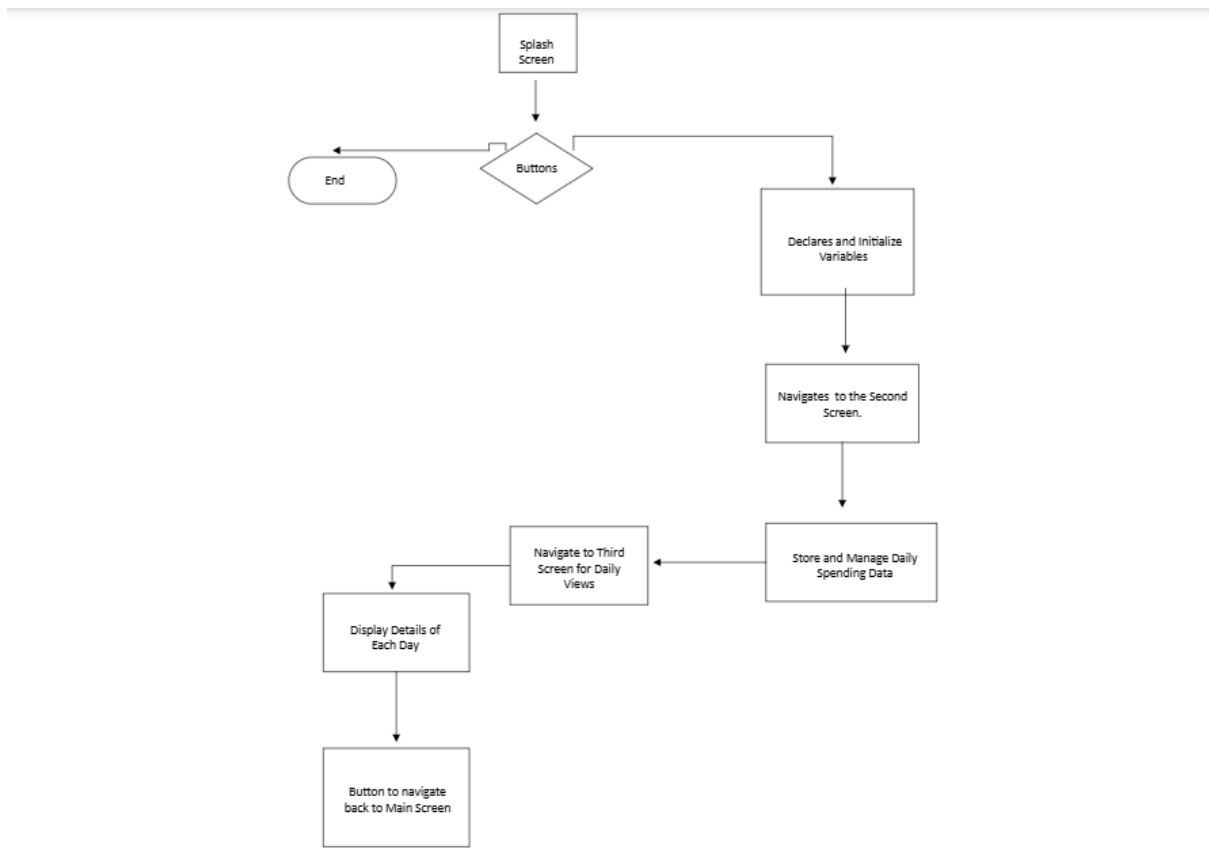 Splash
Screen
Buttons
End
Declares and Initialize
Variables
Navigates to the Second
Screen.
Store and Manage Daily
Spending Data
Navigate to Third
Screen for Daily
Views
Display Details of
Each Day
Button to navigate
back to Main Screen